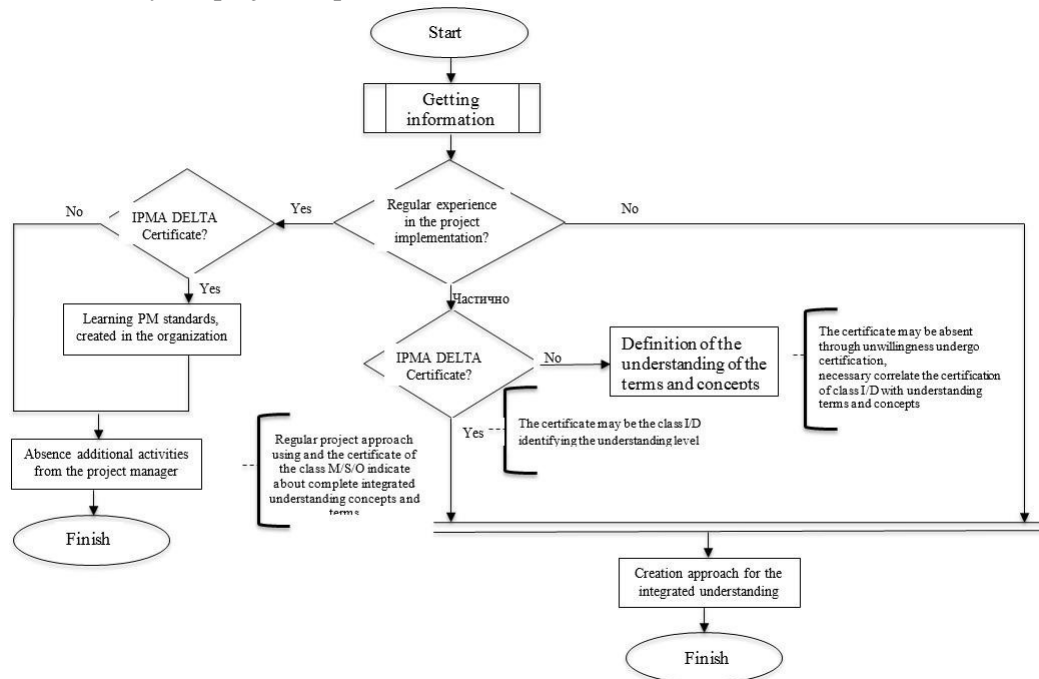 Start
Getting
information
Regular experience
in the project
implementation?
Yes
No
IPMA DELTA
Certificate?
No
Yes
Learning PM standards,
created in the organization
Частично
IPMA DELTA
Certificate?
No
Definition of the
understanding of the
terms and concepts
The certificate may be absent
through unwillingness undergo
certification,
necessary correlate the certification
of class I/D with understanding
terms and concepts
Yes
The certificate may be the class I/D
identifying the understanding level
Absence additional activities
from the project manager
Regular project approach
using and the certificate of
the class M/S/O indicate
about complete integrated
understanding concepts and
terms
Finish
Creation approach for the
integrated understanding
Finish